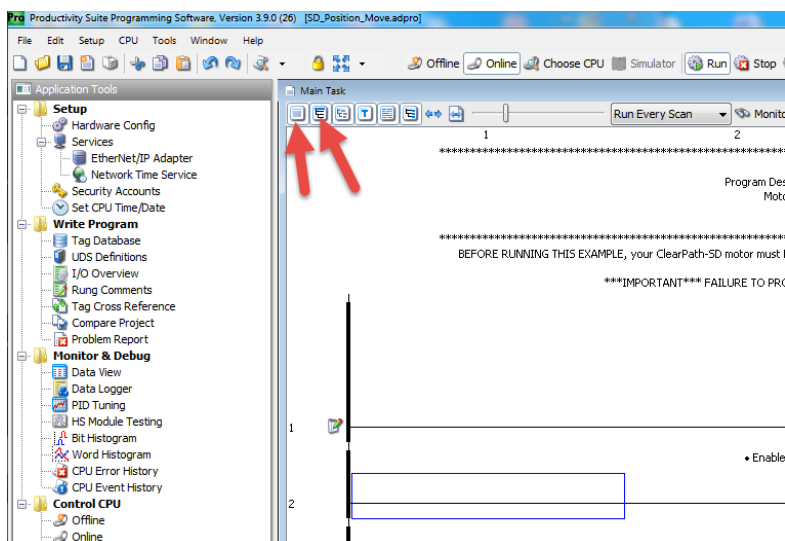 Pro Productivity Suite Programming Software, Version 3.9.0 (26) [SD_Position_Move.adpro]
File Edit Setup CPU Tools Window Help
Offline Online Choose CPU Simulator Run Stop
Application Tools
Setup
Hardware Config
Services
EtherNet/IP Adapter
Network Time Service
Security Accounts
Set CPU Time/Date
Write Program
Tag Database
UDS Definitions
I/O Overview
Rung Comments
Tag Cross Reference
Compare Project
Problem Report
Monitor & Debug
Data View
Data Logger
PID Tuning
HS Module Testing
Bit Histogram
Word Histogram
CPU Error History
CPU Event History
Control CPU
Offline
Online
Main Task
T Run Every Scan Monito
1 2
Program Des
Moto
BEFORE RUNNING THIS EXAMPLE, your ClearPath-SD motor must
***IMPORTANT*** FAILURE TO PRO
1
• Enable
2